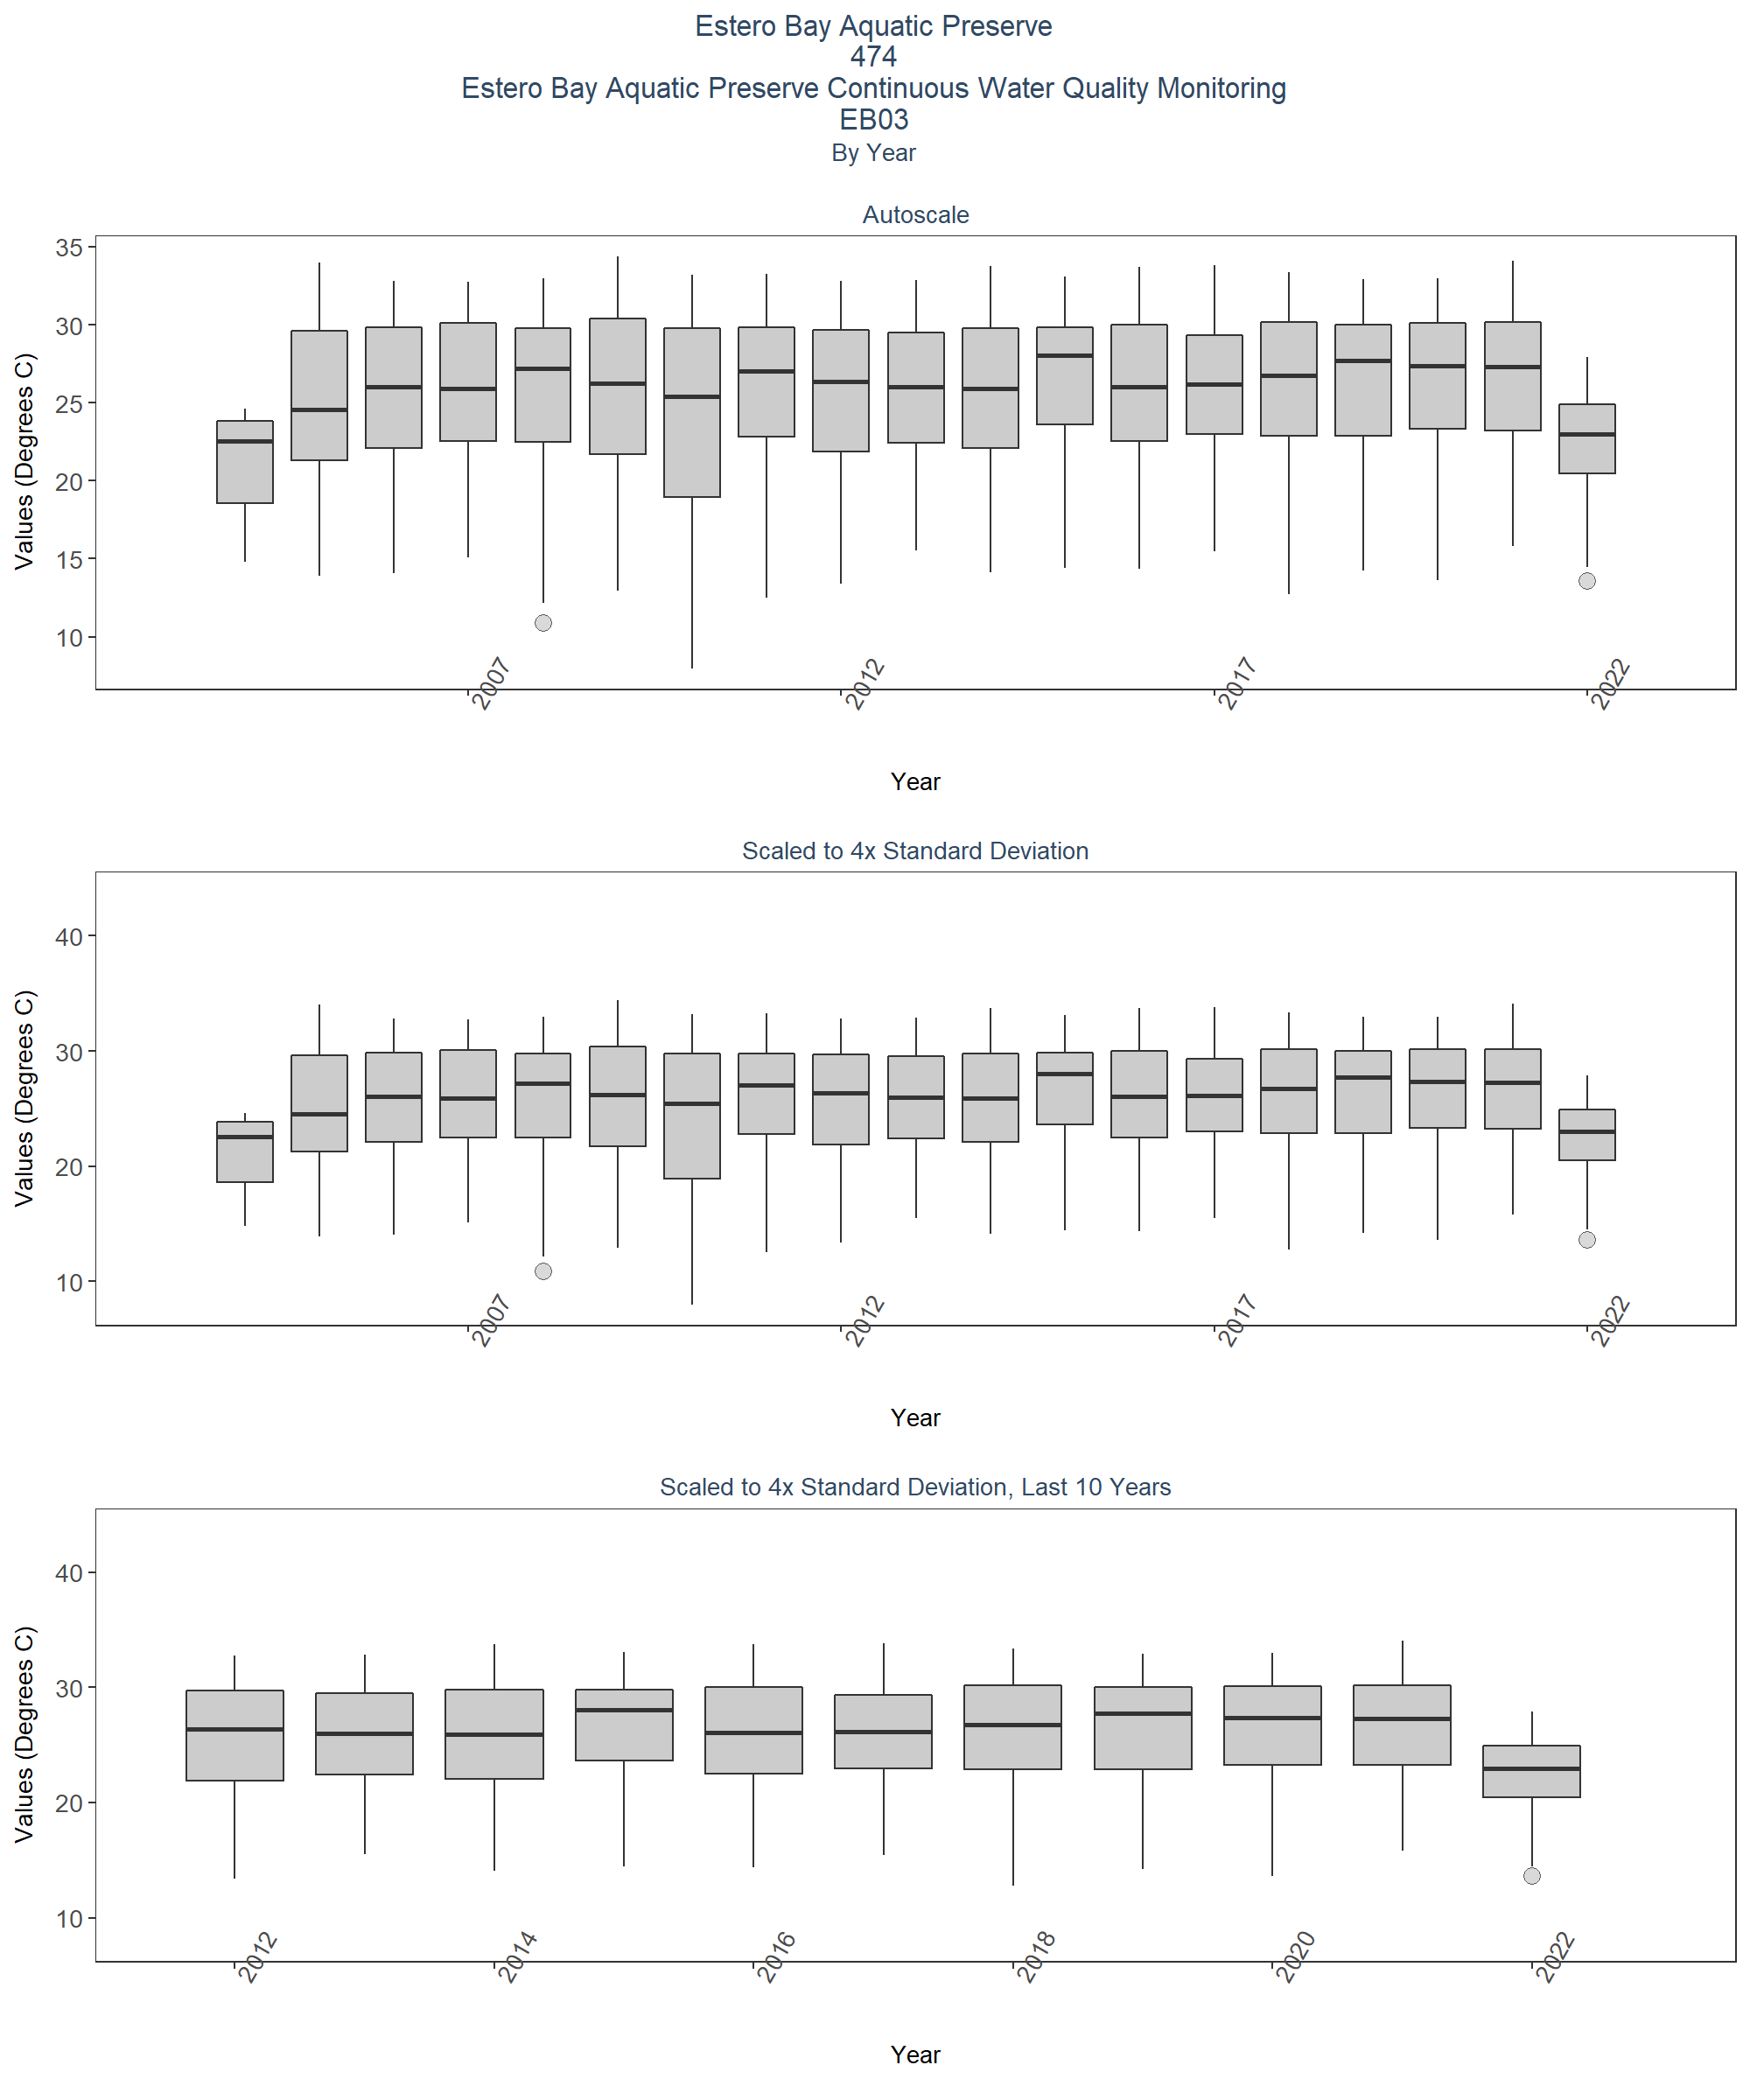 Estero Bay Aquatic Preserve
474
Estero Bay Aquatic Preserve Continuous Water Quality Monitoring
EB03
By Year
Autoscale
Values (Degrees C)
35
30
25
20
15
10
2007 2012 2017 2022
Year
Scaled to 4x Standard Deviation
Values (Degrees C)
40
30
20
10
2007 2012 2017 2022
Year
Scaled to 4x Standard Deviation, Last 10 Years
Values (Degrees C)
40
30
20
10
2012 2014 2016 2018 2020 2022
Year